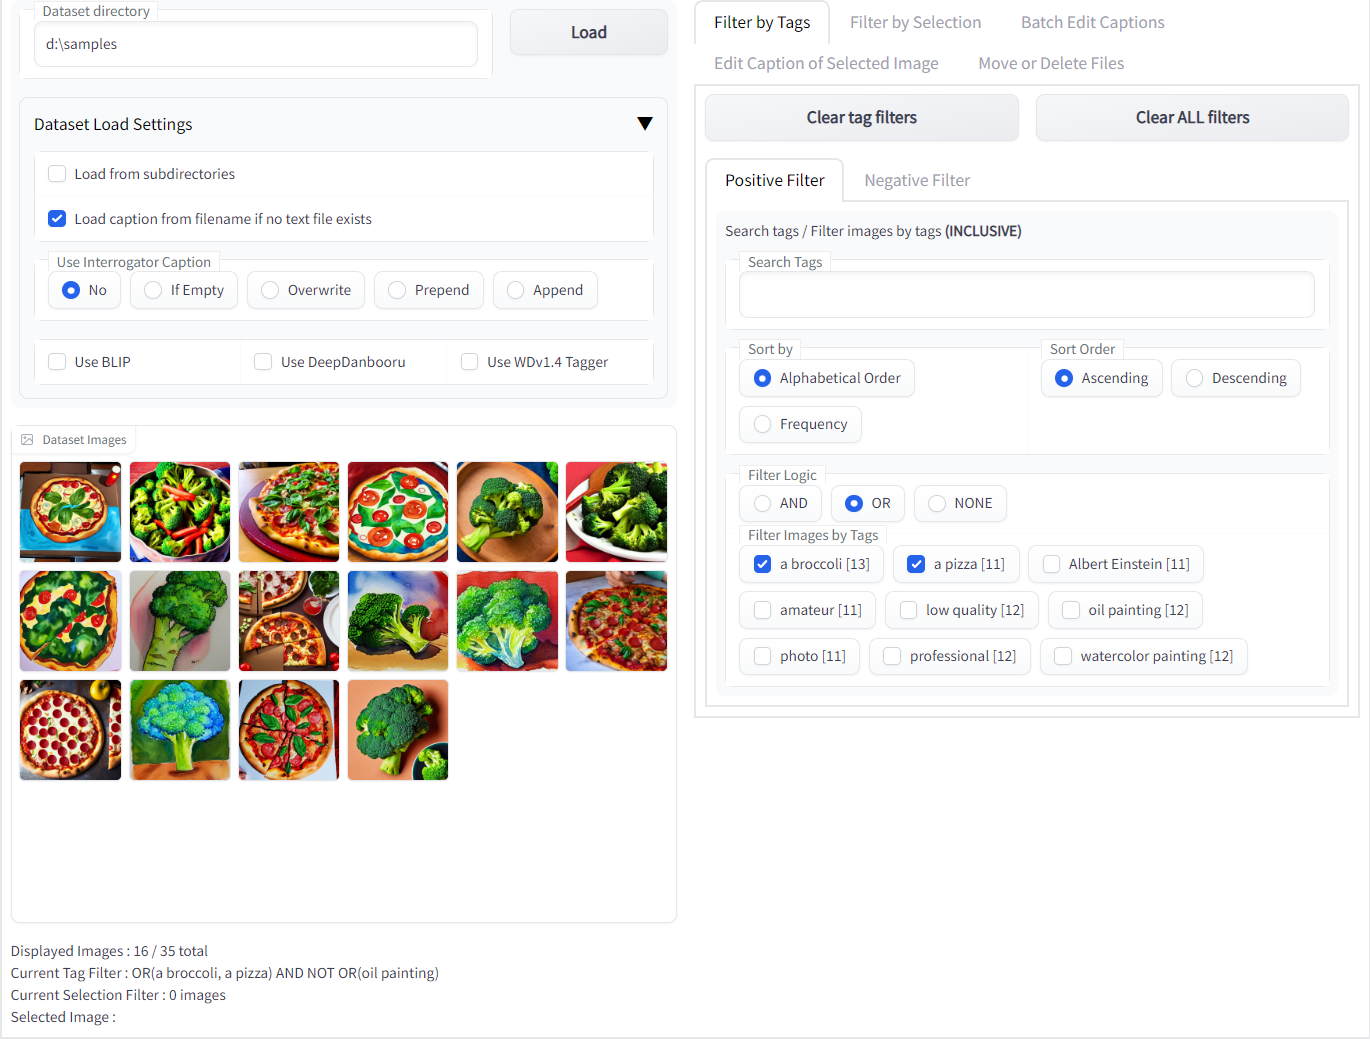 Dataset directory
d:\samples
Load
Dataset Load Settings
Load from subdirectories
Load caption from filename if no text file exists
Use Interrogator Caption
No
If Empty
Overwrite
Prepend
Append
Use BLIP
Use DeepDanbooru
Use WDv1.4 Tagger
Dataset Images
Displayed Images : 16 / 35 total
Current Tag Filter : OR(a broccoli, a pizza) AND NOT OR(oil painting)
Current Selection Filter : 0 images
Selected Image :
Filter by Tags
Filter by Selection
Batch Edit Captions
Edit Caption of Selected Image
Move or Delete Files
Clear tag filters
Clear ALL filters
Positive Filter
Negative Filter
Search tags / Filter images by tags (INCLUSIVE)
Search Tags
Sort by
Alphabetical Order
Frequency
Sort Order
Ascending
Descending
Filter Logic
AND
OR
NONE
Filter Images by Tags
a broccoli [13]
a pizza [11]
Albert Einstein [11]
amateur [11]
low quality [12]
oil painting [12]
photo [11]
professional [12]
watercolor painting [12]